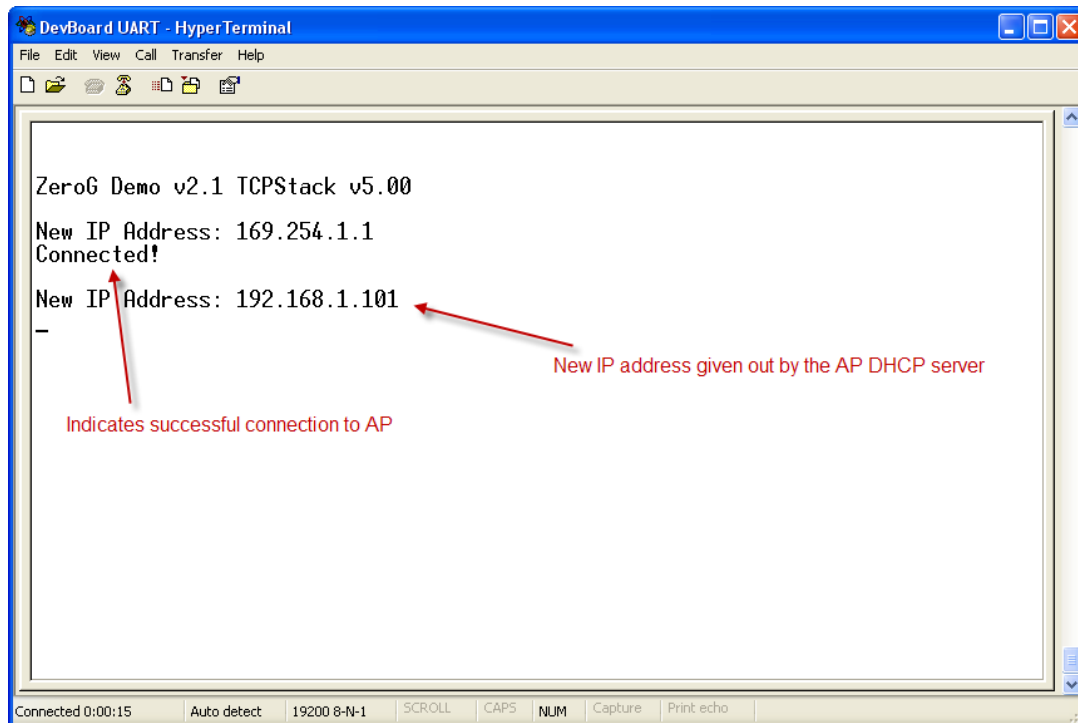 DevBoard UART - HyperTerminal
File Edit View Call Transfer Help
ZeroG Demo v2.1 TCPStack v5.00
New IP Address: 169.254.1.1
Connected!
New IP Address: 192.168.1.101
New IP address given out by the AP DHCP server
Indicates successful connection to AP
Connected 0:00:15 Auto detect 19200 8-N-1 SCROLL CAPS NUM Capture Print echo